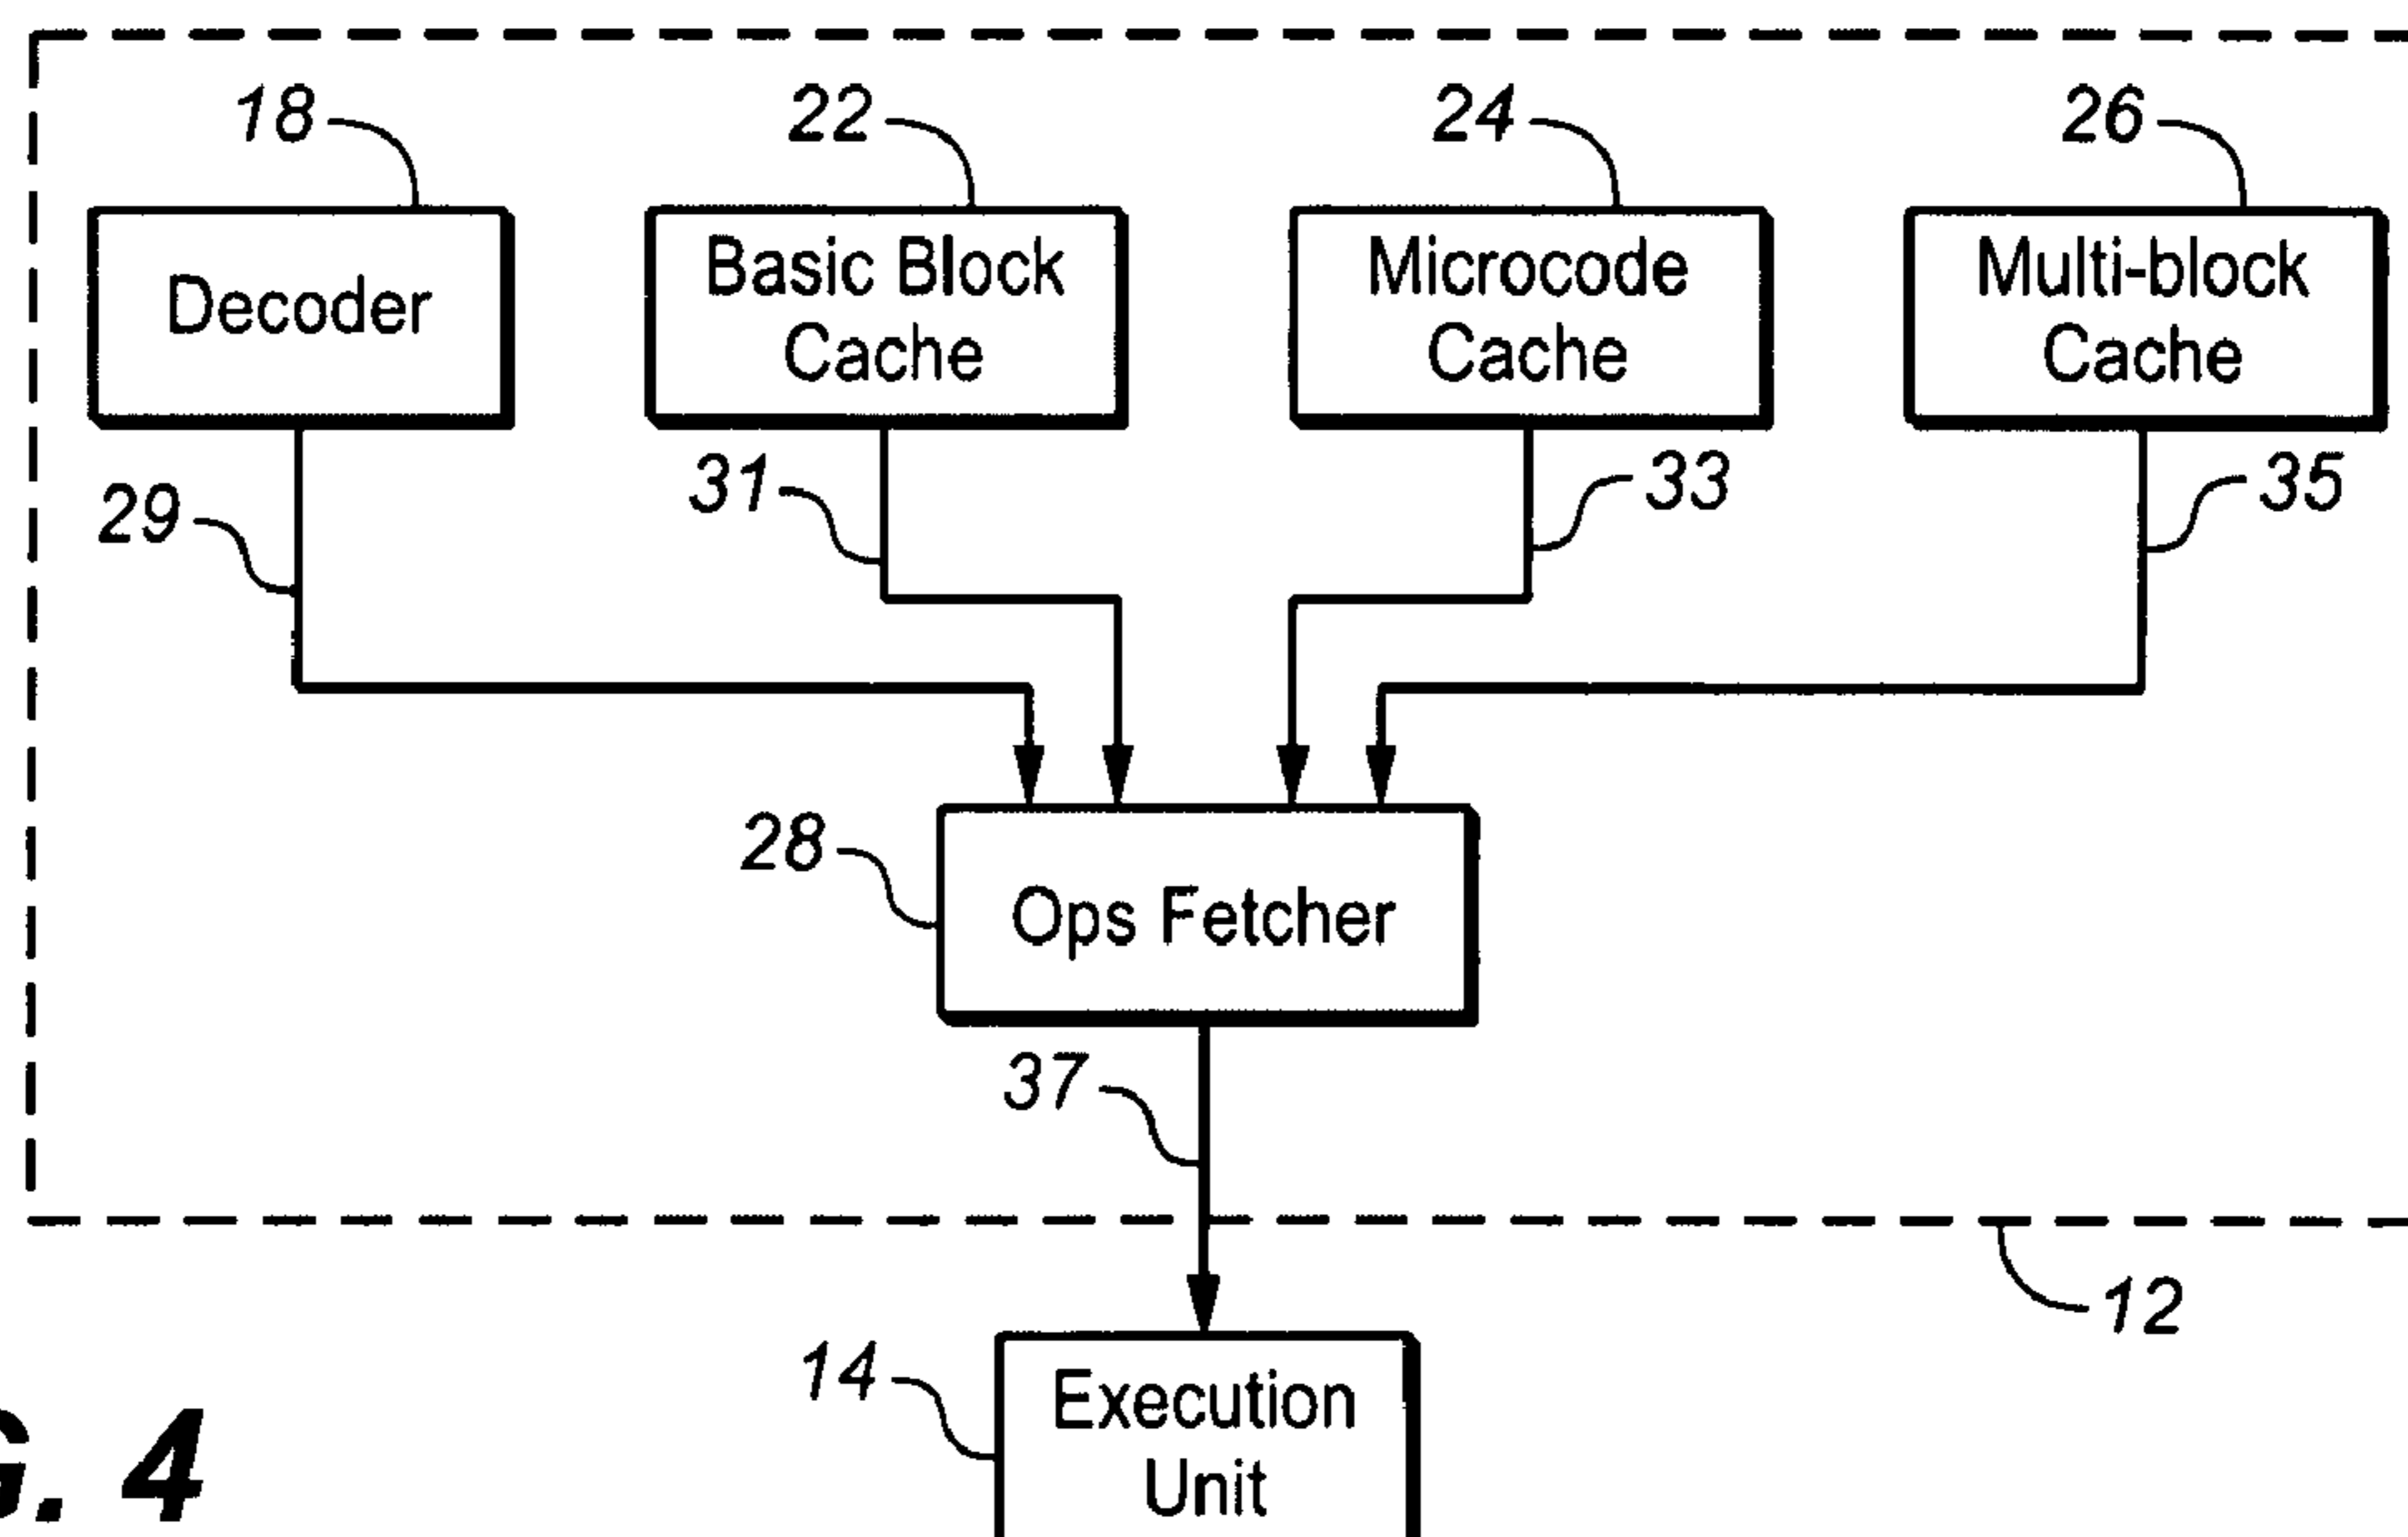 18
22
24
26
Decoder
Basic Block
Cache
Microcode
Cache
Multi-block
Cache
29
31
33
35
28
Ops Fetcher
37
12
14
Execution
Unit
G. 4